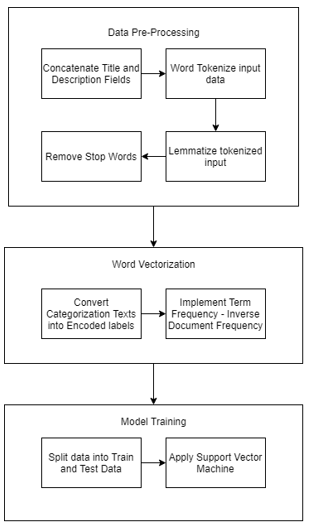 Data Pre-Processing
Concatenate Title and
Description Fields
Word Tokenize input
data
Lemmatize tokenized
input
Remove Stop Words
Word Vectorization
Convert
Categorization Texts
into Encoded labels
Implement Term
Frequency - Inverse
Document Frequency
Model Training
Split data into Train
and Test Data
Apply Support Vector
Machine